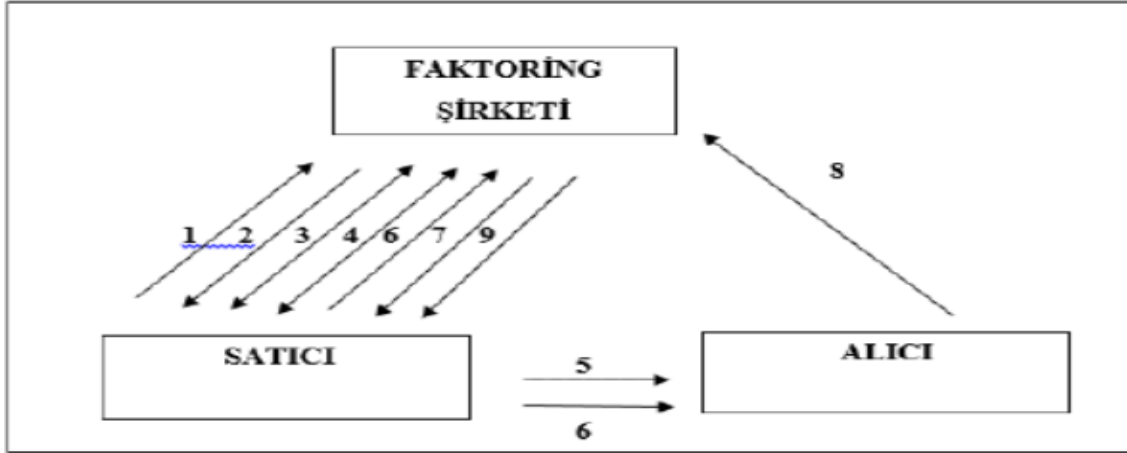 FAKTORİNG
ŞİRKETİ
8
1 2 3 4 6 7 9
SATICI
ALICI
5
6